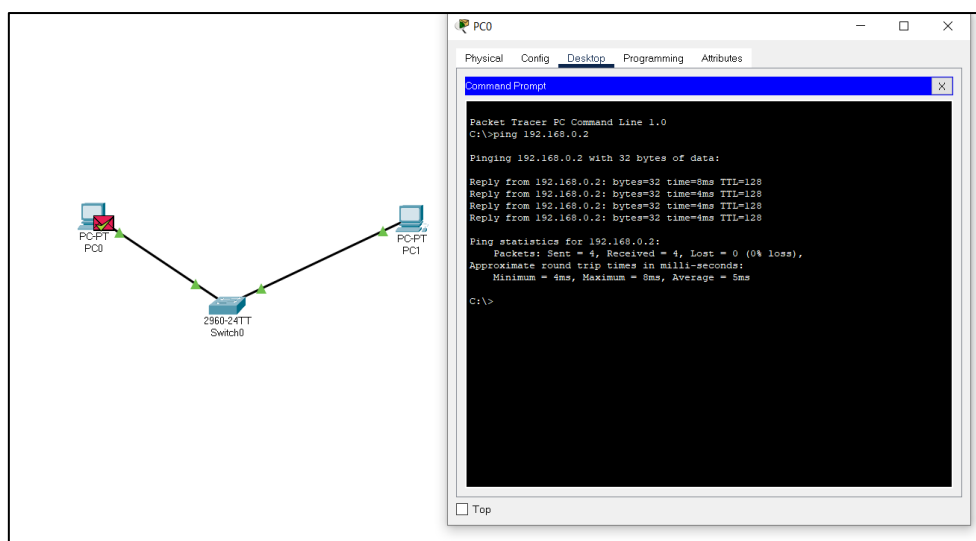 PC0
Physical Config Desktop Programming Attributes
Command Prompt
X
Packet Tracer PC Command Line 1.0
C:\>ping 192.168.0.2
Pinging 192.168.0.2 with 32 bytes of data:
Reply from 192.168.0.2: bytes=32 time=8ms TTL=128
Reply from 192.168.0.2: bytes=32 time=4ms TTL=128
Reply from 192.168.0.2: bytes=32 time=4ms TTL=128
Reply from 192.168.0.2: bytes=32 time=4ms TTL=128
Ping statistics for 192.168.0.2:
Packets: Sent = 4, Received = 4, Lost = 0 (0% loss),
Approximate round trip times in milli-seconds:
Minimum = 4ms, Maximum = 8ms, Average = 5ms
C:\>
Top
PC-PT
PC0
PC-PT
PC1
2960-24TT
Switch0